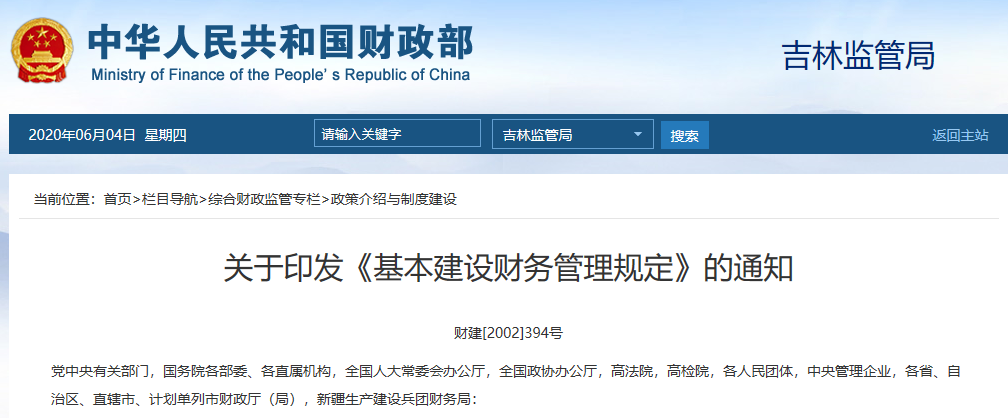 中华人民共和国财政部
Ministry of Finance of the People’s Republic of China
吉林监管局
2020年06月04日 星期四
请输入关键字
吉林监管局
搜索
返回主站
当前位置：首页>栏目导航>综合财政监管专栏>政策介绍与制度建设
关于印发《基本建设财务管理规定》的通知
财建[2002]394号
党中央有关部门，国务院各部委、各直属机构，全国人大常委会办公厅，全国政协办公厅，高法院，高检院，各人民团体，中央管理企业，各省、自
治区、直辖市、计划单列市财政厅（局），新疆生产建设兵团财务局：